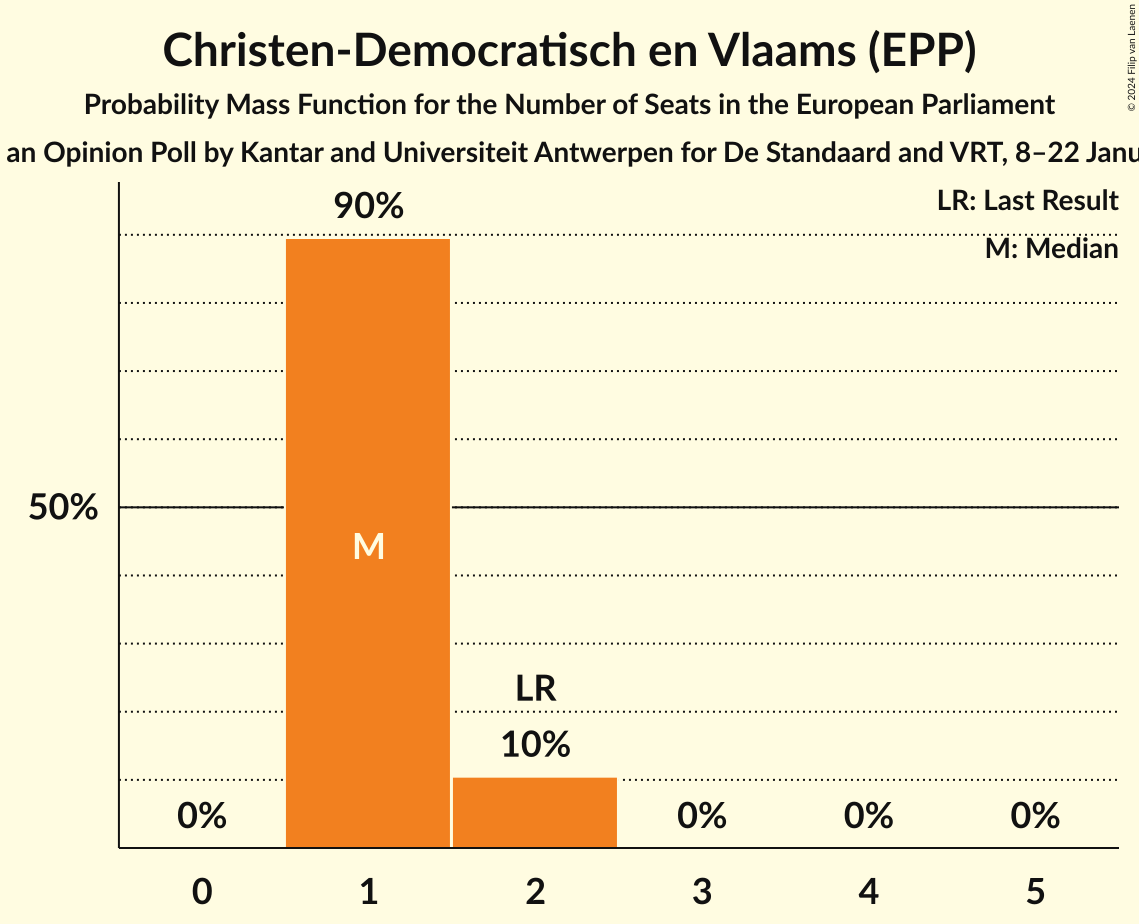 Christen-Democratisch en Vlaams (EPP)
Probability Mass Function for the Number of Seats in the European Parliament
an Opinion Poll by Kantar and Universiteit Antwerpen for De Standaard and VRT, 8–22 Janu
© 2024 Filip van Laenen
LR: Last Result
M: Median
90%
50%
M
LR
10%
0% 0% 0% 0%
0 1 2 3 4 5